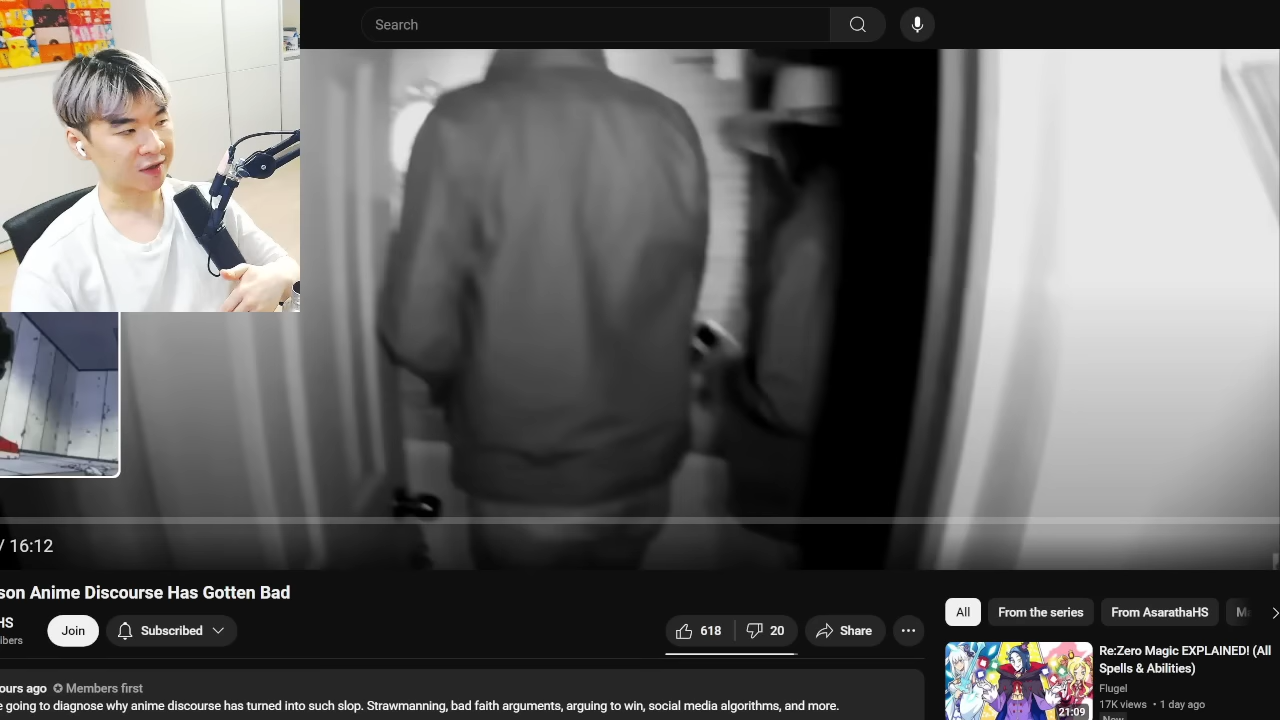 Search
/ 16:12
son Anime Discourse Has Gotten Bad
HS
ibers
Join
Subscribed
618
20
Share
All
From the series
From AsarathaHS
ours ago Members first
e going to diagnose why anime discourse has turned into such slop. Strawmanning, bad faith arguments, arguing to win, social media algorithms, and more.
21:09
Re:Zero Magic EXPLAINED! (All
Spells & Abilities)
Flugel
17K views • 1 day ago
New